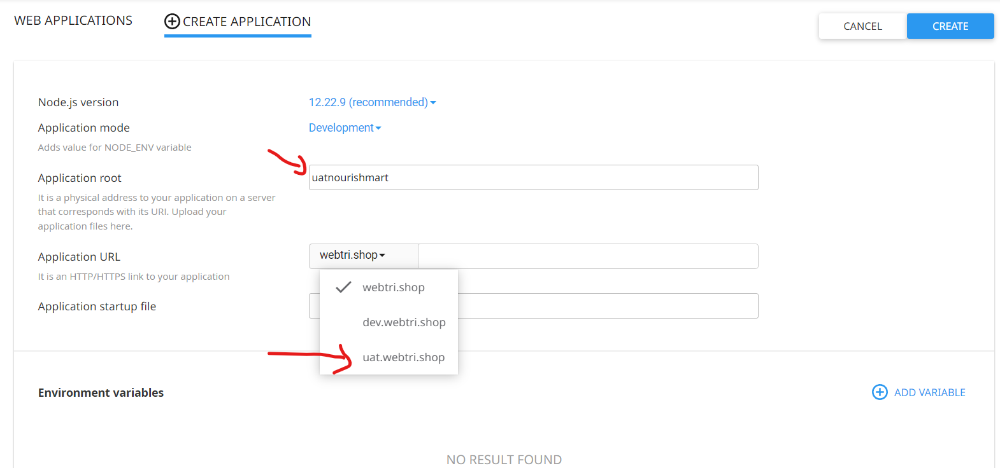 WEB APPLICATIONS
CREATE APPLICATION
CANCEL
CREATE
Node.js version
12.22.9 (recommended)
Application mode
Development
Adds value for NODE_ENV variable
Application root
uatnourishmart
It is a physical address to your application on a server
that corresponds with its URI. Upload your
application files here.
Application URL
webtri.shop
It is an HTTP/HTTPS link to your application
webtri.shop
Application startup file
dev.webtri.shop
uat.webtri.shop
Environment variables
ADD VARIABLE
NO RESULT FOUND